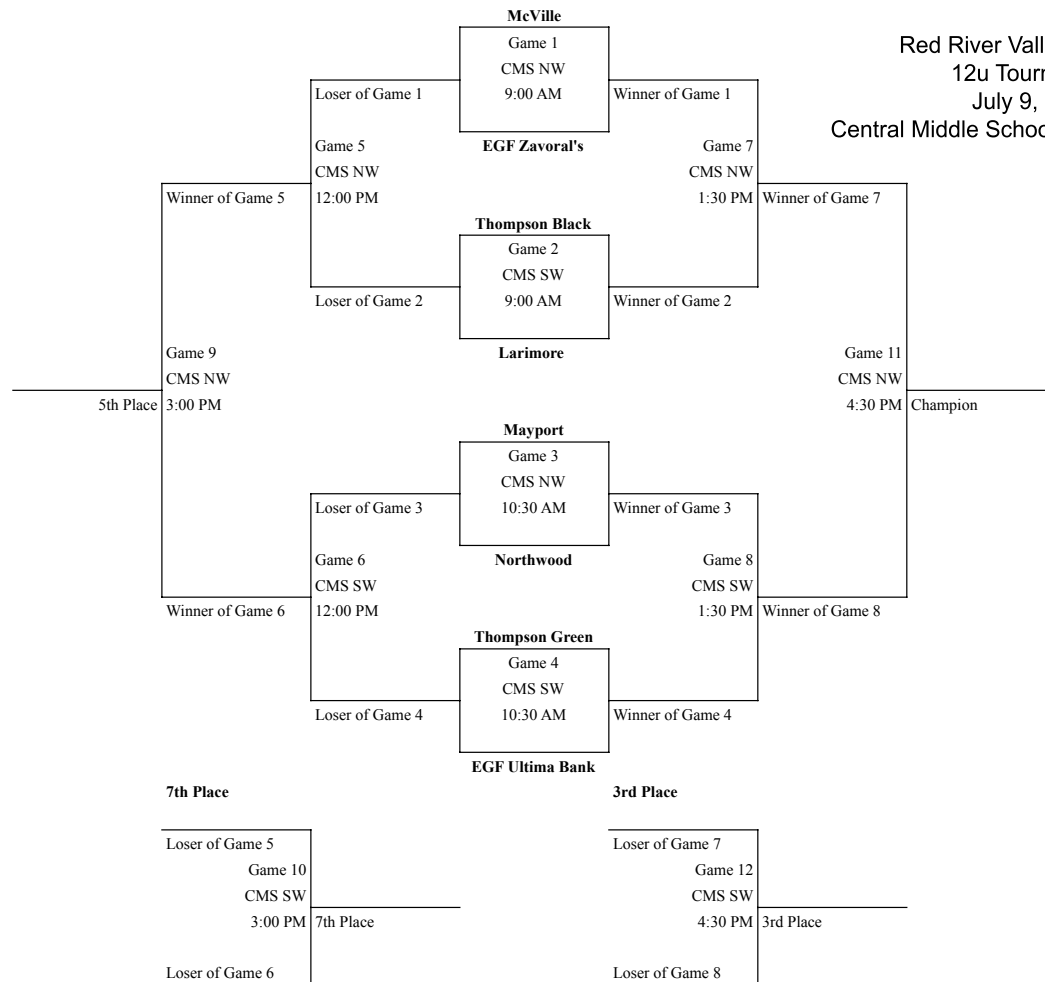 McVille
Game 1
CMS NW
9:00 AM
EGF Zavoral's
Red River
12u
July 9,
Central Middle
Loser of Game 1
Winner of Game 1
Game 5
CMS NW
12:00 PM
Game 7
CMS NW
1:30 PM
Winner of Game 5
Winner of Game 7
Thompson Black
Game 2
CMS SW
9:00 AM
Larimore
Loser of Game 2
Winner of Game 2
Game 9
CMS NW
3:00 PM
5th Place
Game 11
CMS NW
4:30 PM
Champion
Mayport
Game 3
CMS NW
10:30 AM
Northwood
Loser of Game 3
Winner of Game 3
Game 6
CMS SW
12:00 PM
Game 8
CMS SW
1:30 PM
Winner of Game 6
Winner of Game 8
Thompson Green
Game 4
CMS SW
10:30 AM
EGF Ultima Bank
Loser of Game 4
Winner of Game 4
7th Place
Loser of Game 5
Game 10
CMS SW
3:00 PM
7th Place
Loser of Game 6
3rd Place
Loser of Game 7
Game 12
CMS SW
4:30 PM
3rd Place
Loser of Game 8